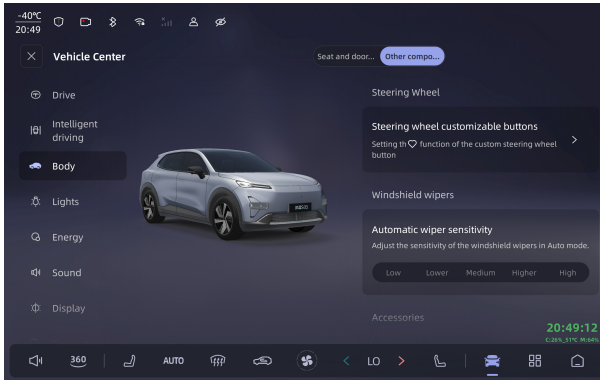 -40℃
20:49
Vehicle Center
Seat and door...
Other compo...
Drive
Intelligent
driving
Body
Lights
Energy
Sound
Display
Steering Wheel
Steering wheel customizable buttons
Setting th♡ function of the custom steering wheel
button
Windshield wipers
Automatic wiper sensitivity
Adjust the sensitivity of the windshield wipers in Auto mode.
Low Lower Medium Higher High
Accessories
20:49:12
C:26%_51℃ M:64%
360
AUTO
LO